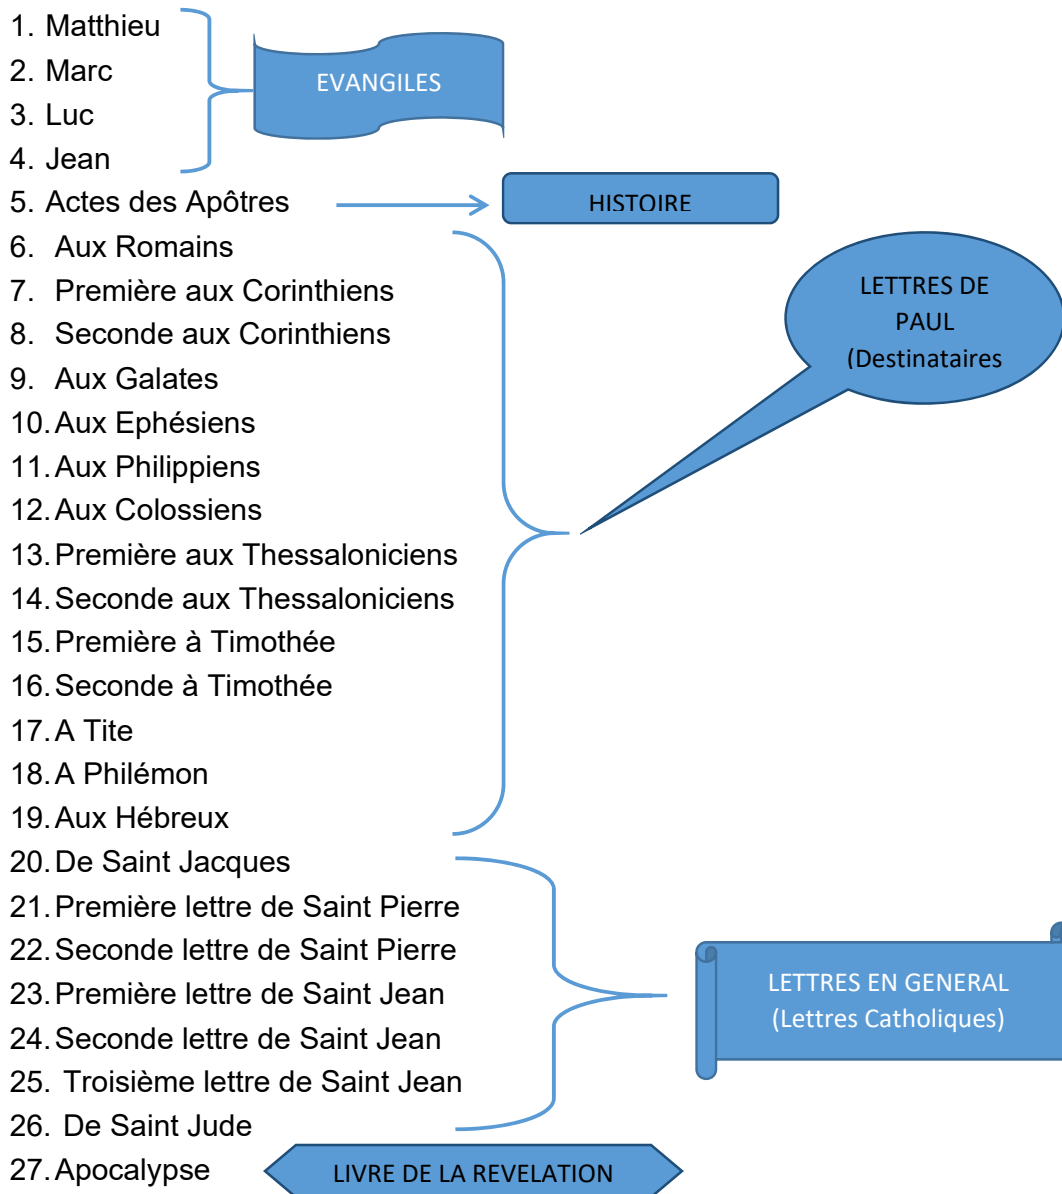 1. Matthieu
2. Marc
3. Luc
4. Jean
EVANGILES
5. Actes des Apôtres
HISTOIRE
6. Aux Romains
7. Première aux Corinthiens
8. Seconde aux Corinthiens
9. Aux Galates
10. Aux Ephésiens
11. Aux Philippiens
12. Aux Colossiens
13. Première aux Thessaloniciens
14. Seconde aux Thessaloniciens
15. Première à Timothée
16. Seconde à Timothée
17. A Tite
18. A Philémon
19. Aux Hébreux
LETTRES DE
PAUL
(Destinataires
20. De Saint Jacques
21. Première lettre de Saint Pierre
22. Seconde lettre de Saint Pierre
23. Première lettre de Saint Jean
24. Seconde lettre de Saint Jean
25. Troisième lettre de Saint Jean
26. De Saint Jude
LETTRES EN GENERAL
(Lettres Catholiques)
27. Apocalypse
LIVRE DE LA REVELATION